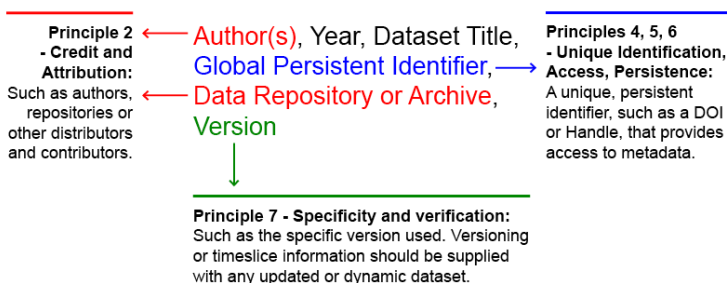 Principle 2
- Credit and
Attribution:
Such as authors,
repositories or
other distributors
and contributors.
Author(s), Year, Dataset Title,
Global Persistent Identifier,
Data Repository or Archive,
Version
Principles 4, 5, 6
- Unique Identification,
Access, Persistence:
A unique, persistent
identifier, such as a DOI
or Handle, that provides
access to metadata.
Principle 7 - Specificity and verification:
Such as the specific version used. Versioning
or timeslice information should be supplied
with any updated or dynamic dataset.